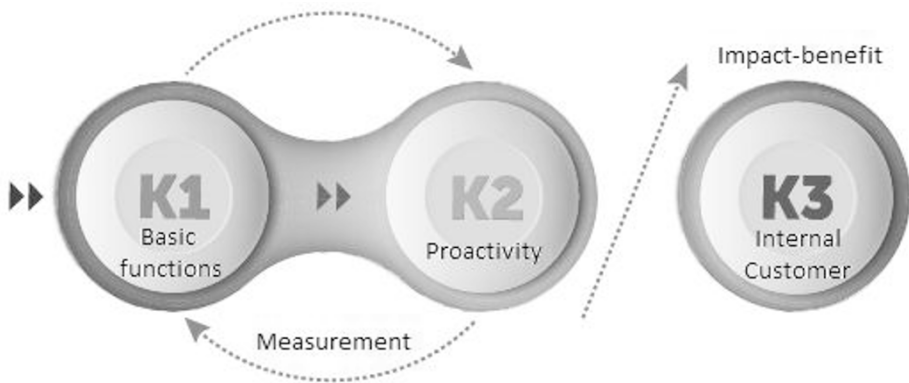 Impact-benefit
K1
Basic
functions
K2
Proactivity
K3
Internal
Customer
Measurement